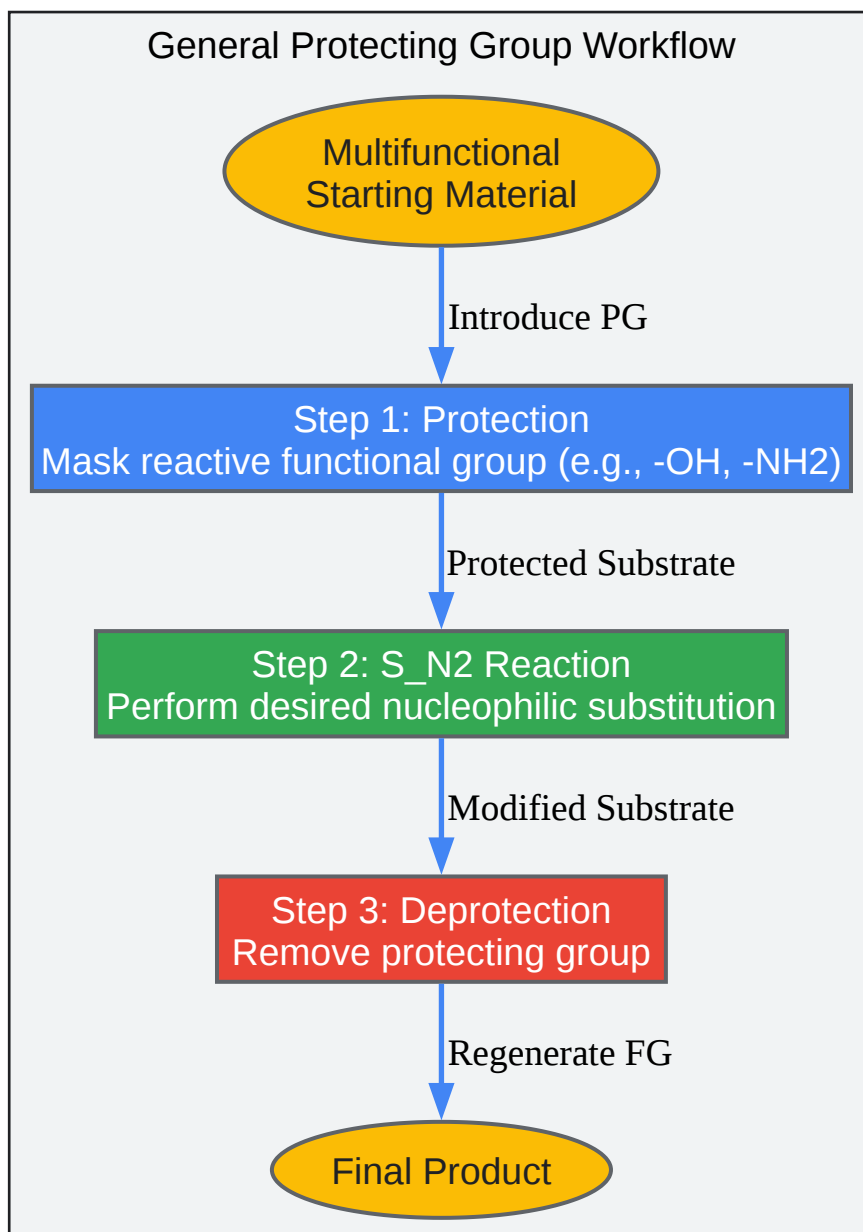 General Protecting Group Workflow
Multifunctional
Starting Material
Introduce PG
Step 1: Protection
Mask reactive functional group (e.g., -OH, -NH2)
Protected Substrate
Step 2: S_N2 Reaction
Perform desired nucleophilic substitution
Modified Substrate
Step 3: Deprotection
Remove protecting group
Regenerate FG
Final Product